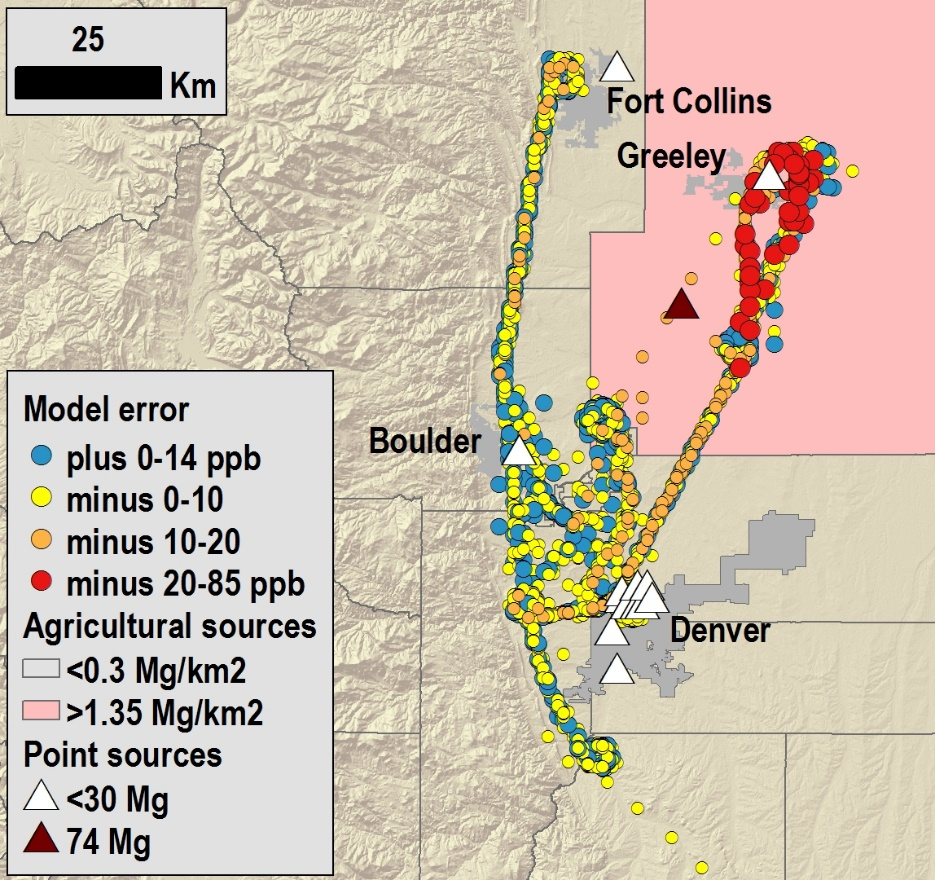 25
Km
Fort Collins
Greeley
Boulder
Denver
Model error
plus 0-14 ppb
minus 0-10
minus 10-20
minus 20-85 ppb
Agricultural sources
<0.3 Mg/km2
>1.35 Mg/km2
Point sources
<30 Mg
74 Mg